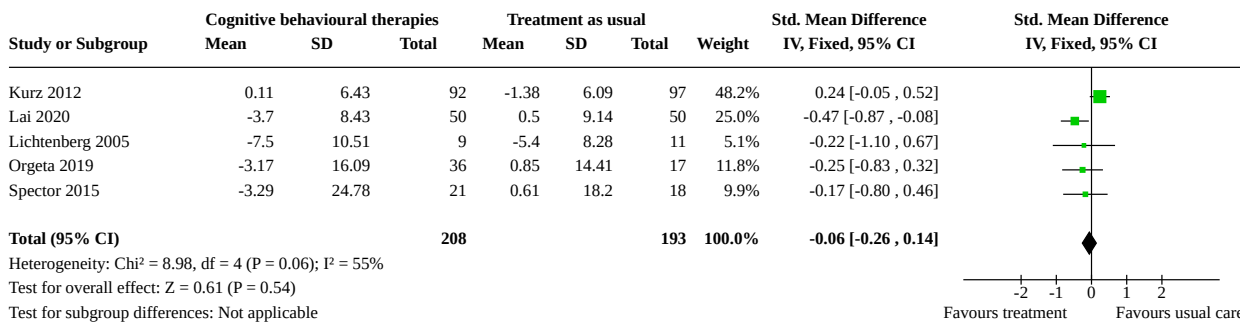 Cognitive behavioural therapies Treatment as usual Std. Mean Difference Std. Mean Difference
Study or Subgroup Mean SD Total Mean SD Total Weight IV, Fixed, 95% CI IV, Fixed, 95% CI
Kurz 2012 0.11 6.43 92 -1.38 6.09 97 48.2% 0.24 [-0.05 , 0.52]
Lai 2020 -3.7 8.43 50 0.5 9.14 50 25.0% -0.47 [-0.87 , -0.08]
Lichtenberg 2005 -7.5 10.51 9 -5.4 8.28 11 5.1% -0.22 [-1.10 , 0.67]
Orgeta 2019 -3.17 16.09 36 0.85 14.41 17 11.8% -0.25 [-0.83 , 0.32]
Spector 2015 -3.29 24.78 21 0.61 18.2 18 9.9% -0.17 [-0.80 , 0.46]
Total (95% CI) 208 193 100.0% -0.06 [-0.26 , 0.14]
Heterogeneity: Chi² = 8.98, df = 4 (P = 0.06); I² = 55%
Test for overall effect: Z = 0.61 (P = 0.54)
-2 -1 0 1 2
Test for subgroup differences: Not applicable
Favours treatment Favours usual care